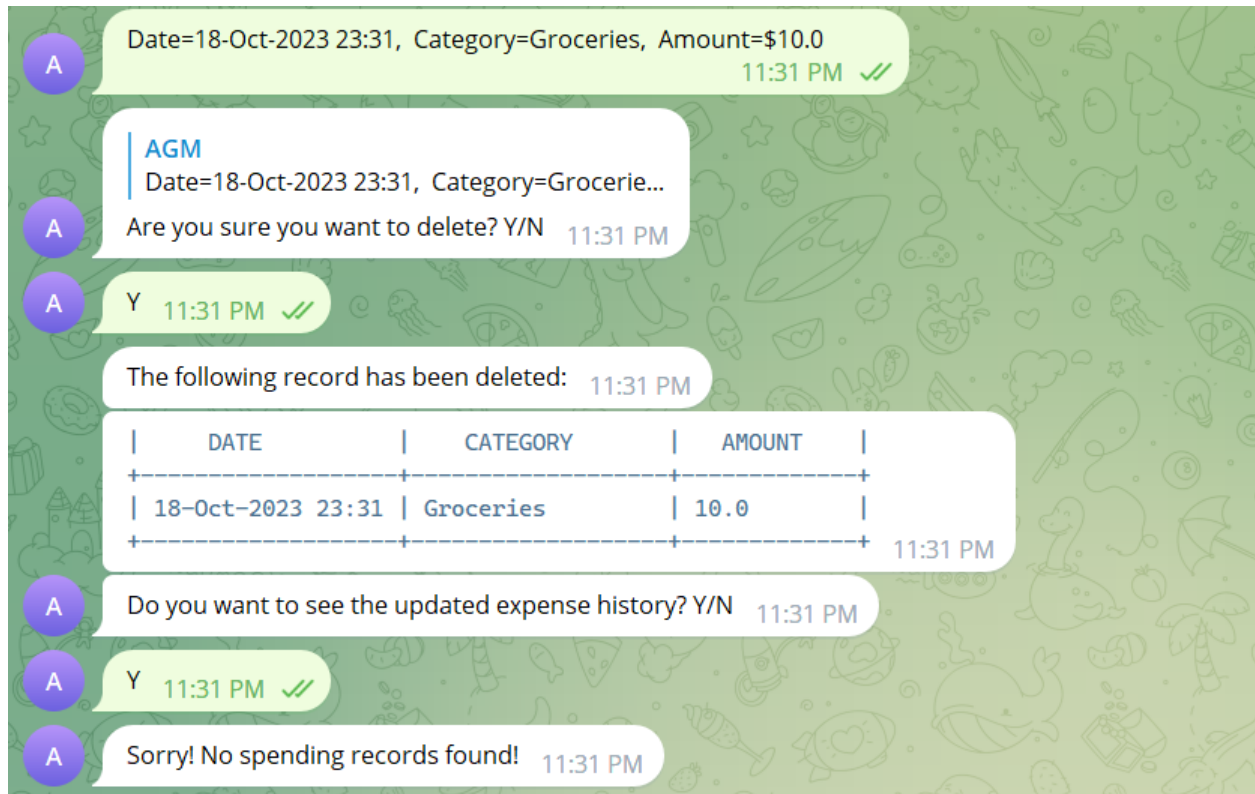 Date=18-Oct-2023 23:31, Category=Groceries, Amount=$10.0
11:31 PM
A
AGM
Date=18-Oct-2023 23:31, Category=Grocerie...
Are you sure you want to delete? Y/N 11:31 PM
A
Y 11:31 PM
A
The following record has been deleted: 11:31 PM
| DATE | CATEGORY | AMOUNT |
+-------------------+-------------------+-------------+
| 18-Oct-2023 23:31 | Groceries | 10.0 |
+-------------------+-------------------+-------------+
11:31 PM
A
Do you want to see the updated expense history? Y/N 11:31 PM
A
Y 11:31 PM
A
Sorry! No spending records found! 11:31 PM
A